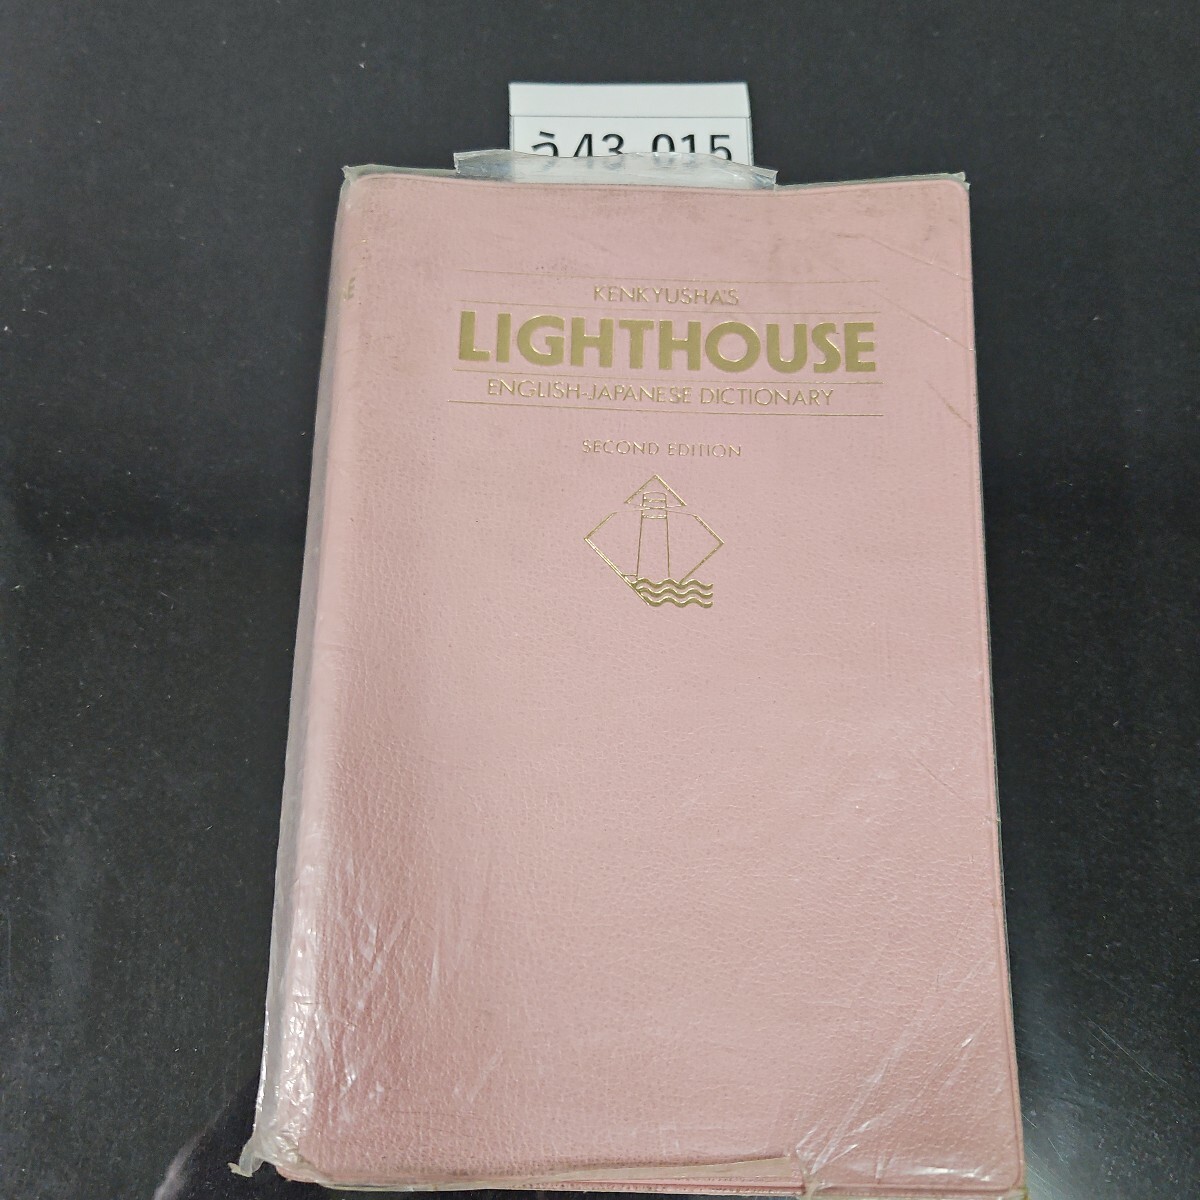 う43 015
KENKYUSHA'S
LIGHTHOUSE
ENGLISH-JAPANESE DICTIONARY
SECOND EDITION